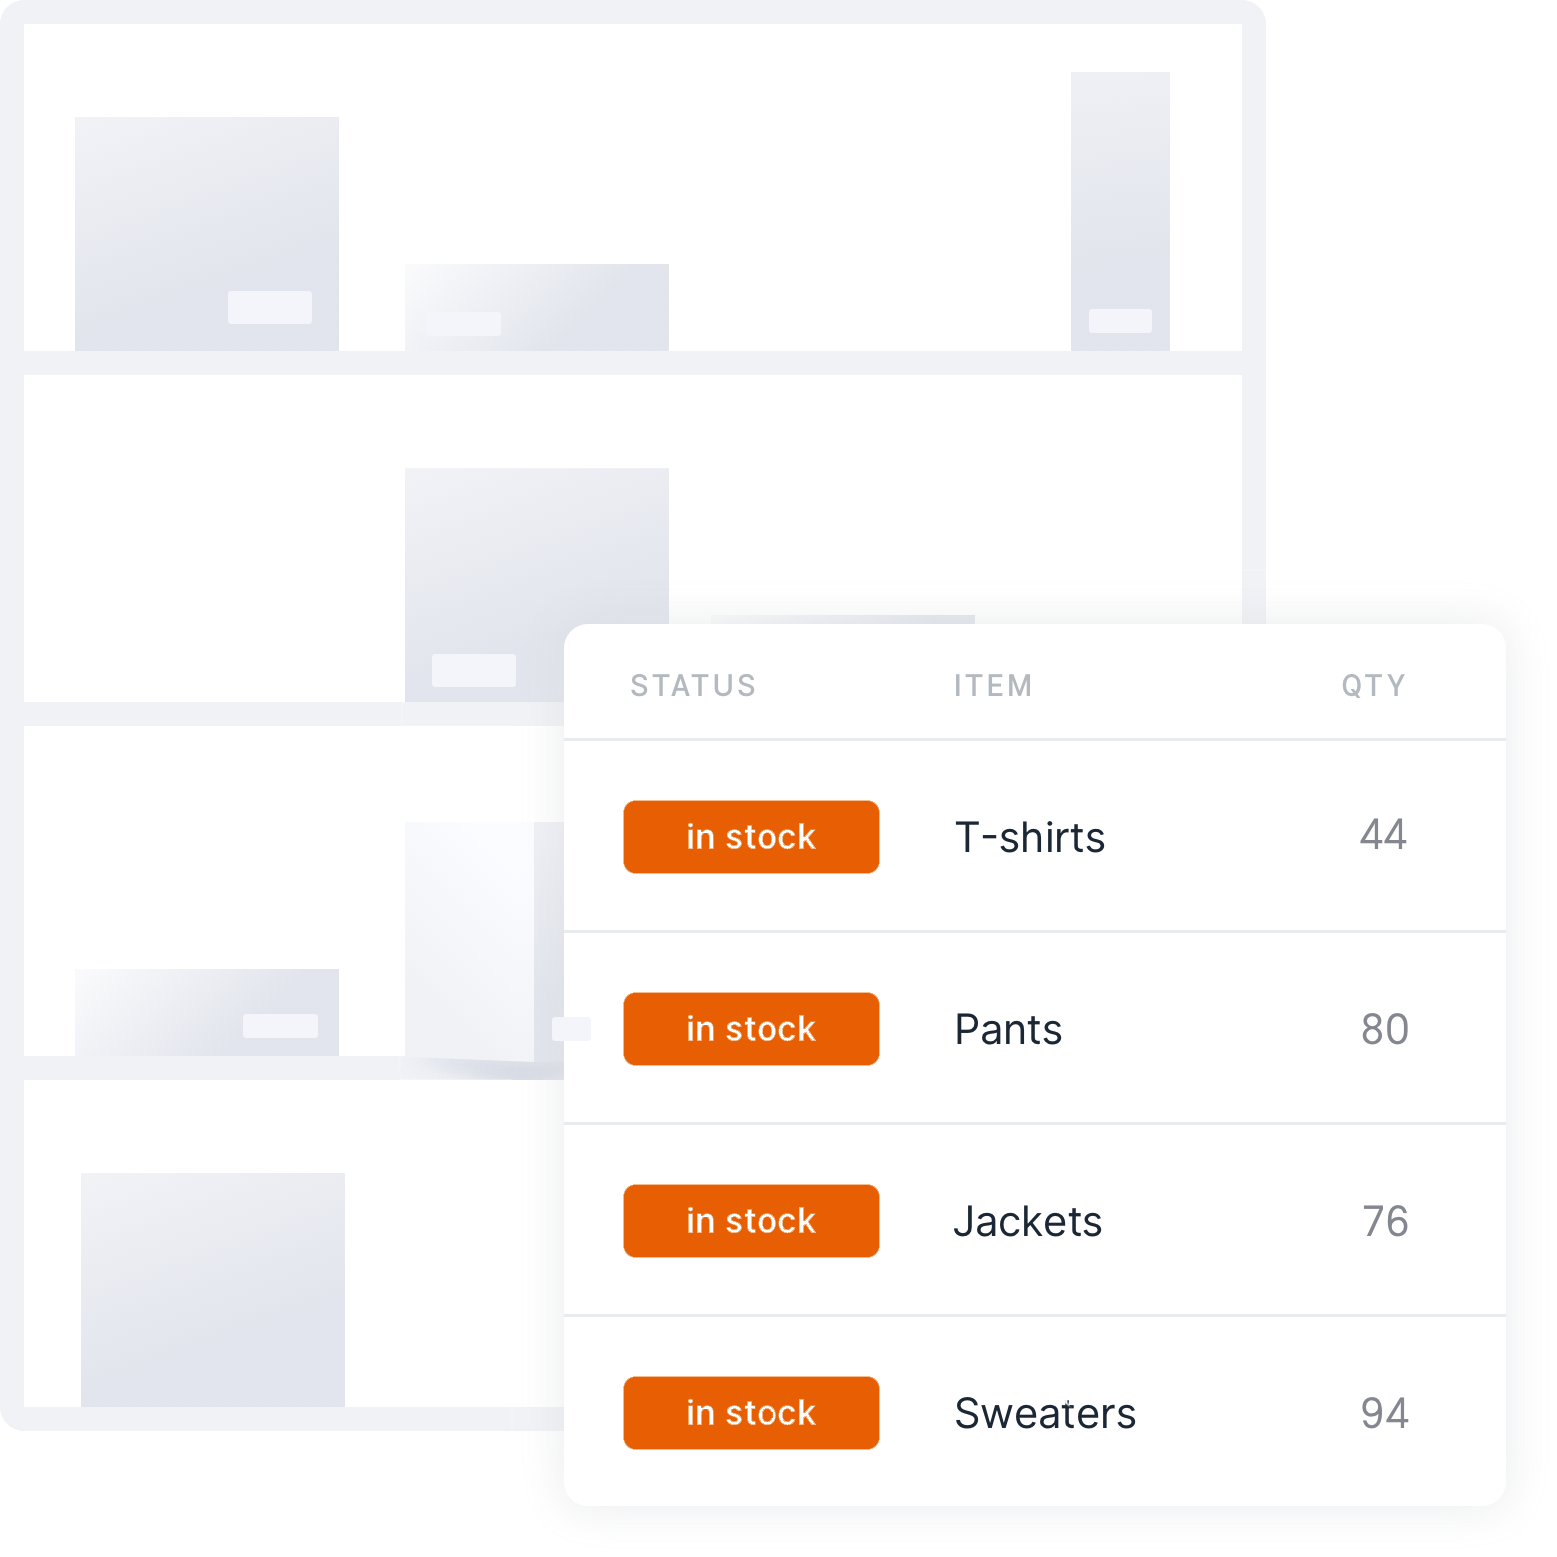 STATUS ITEM QTY
in stock T-shirts 44
in stock Pants 80
in stock Jackets 76
in stock Sweaters 94